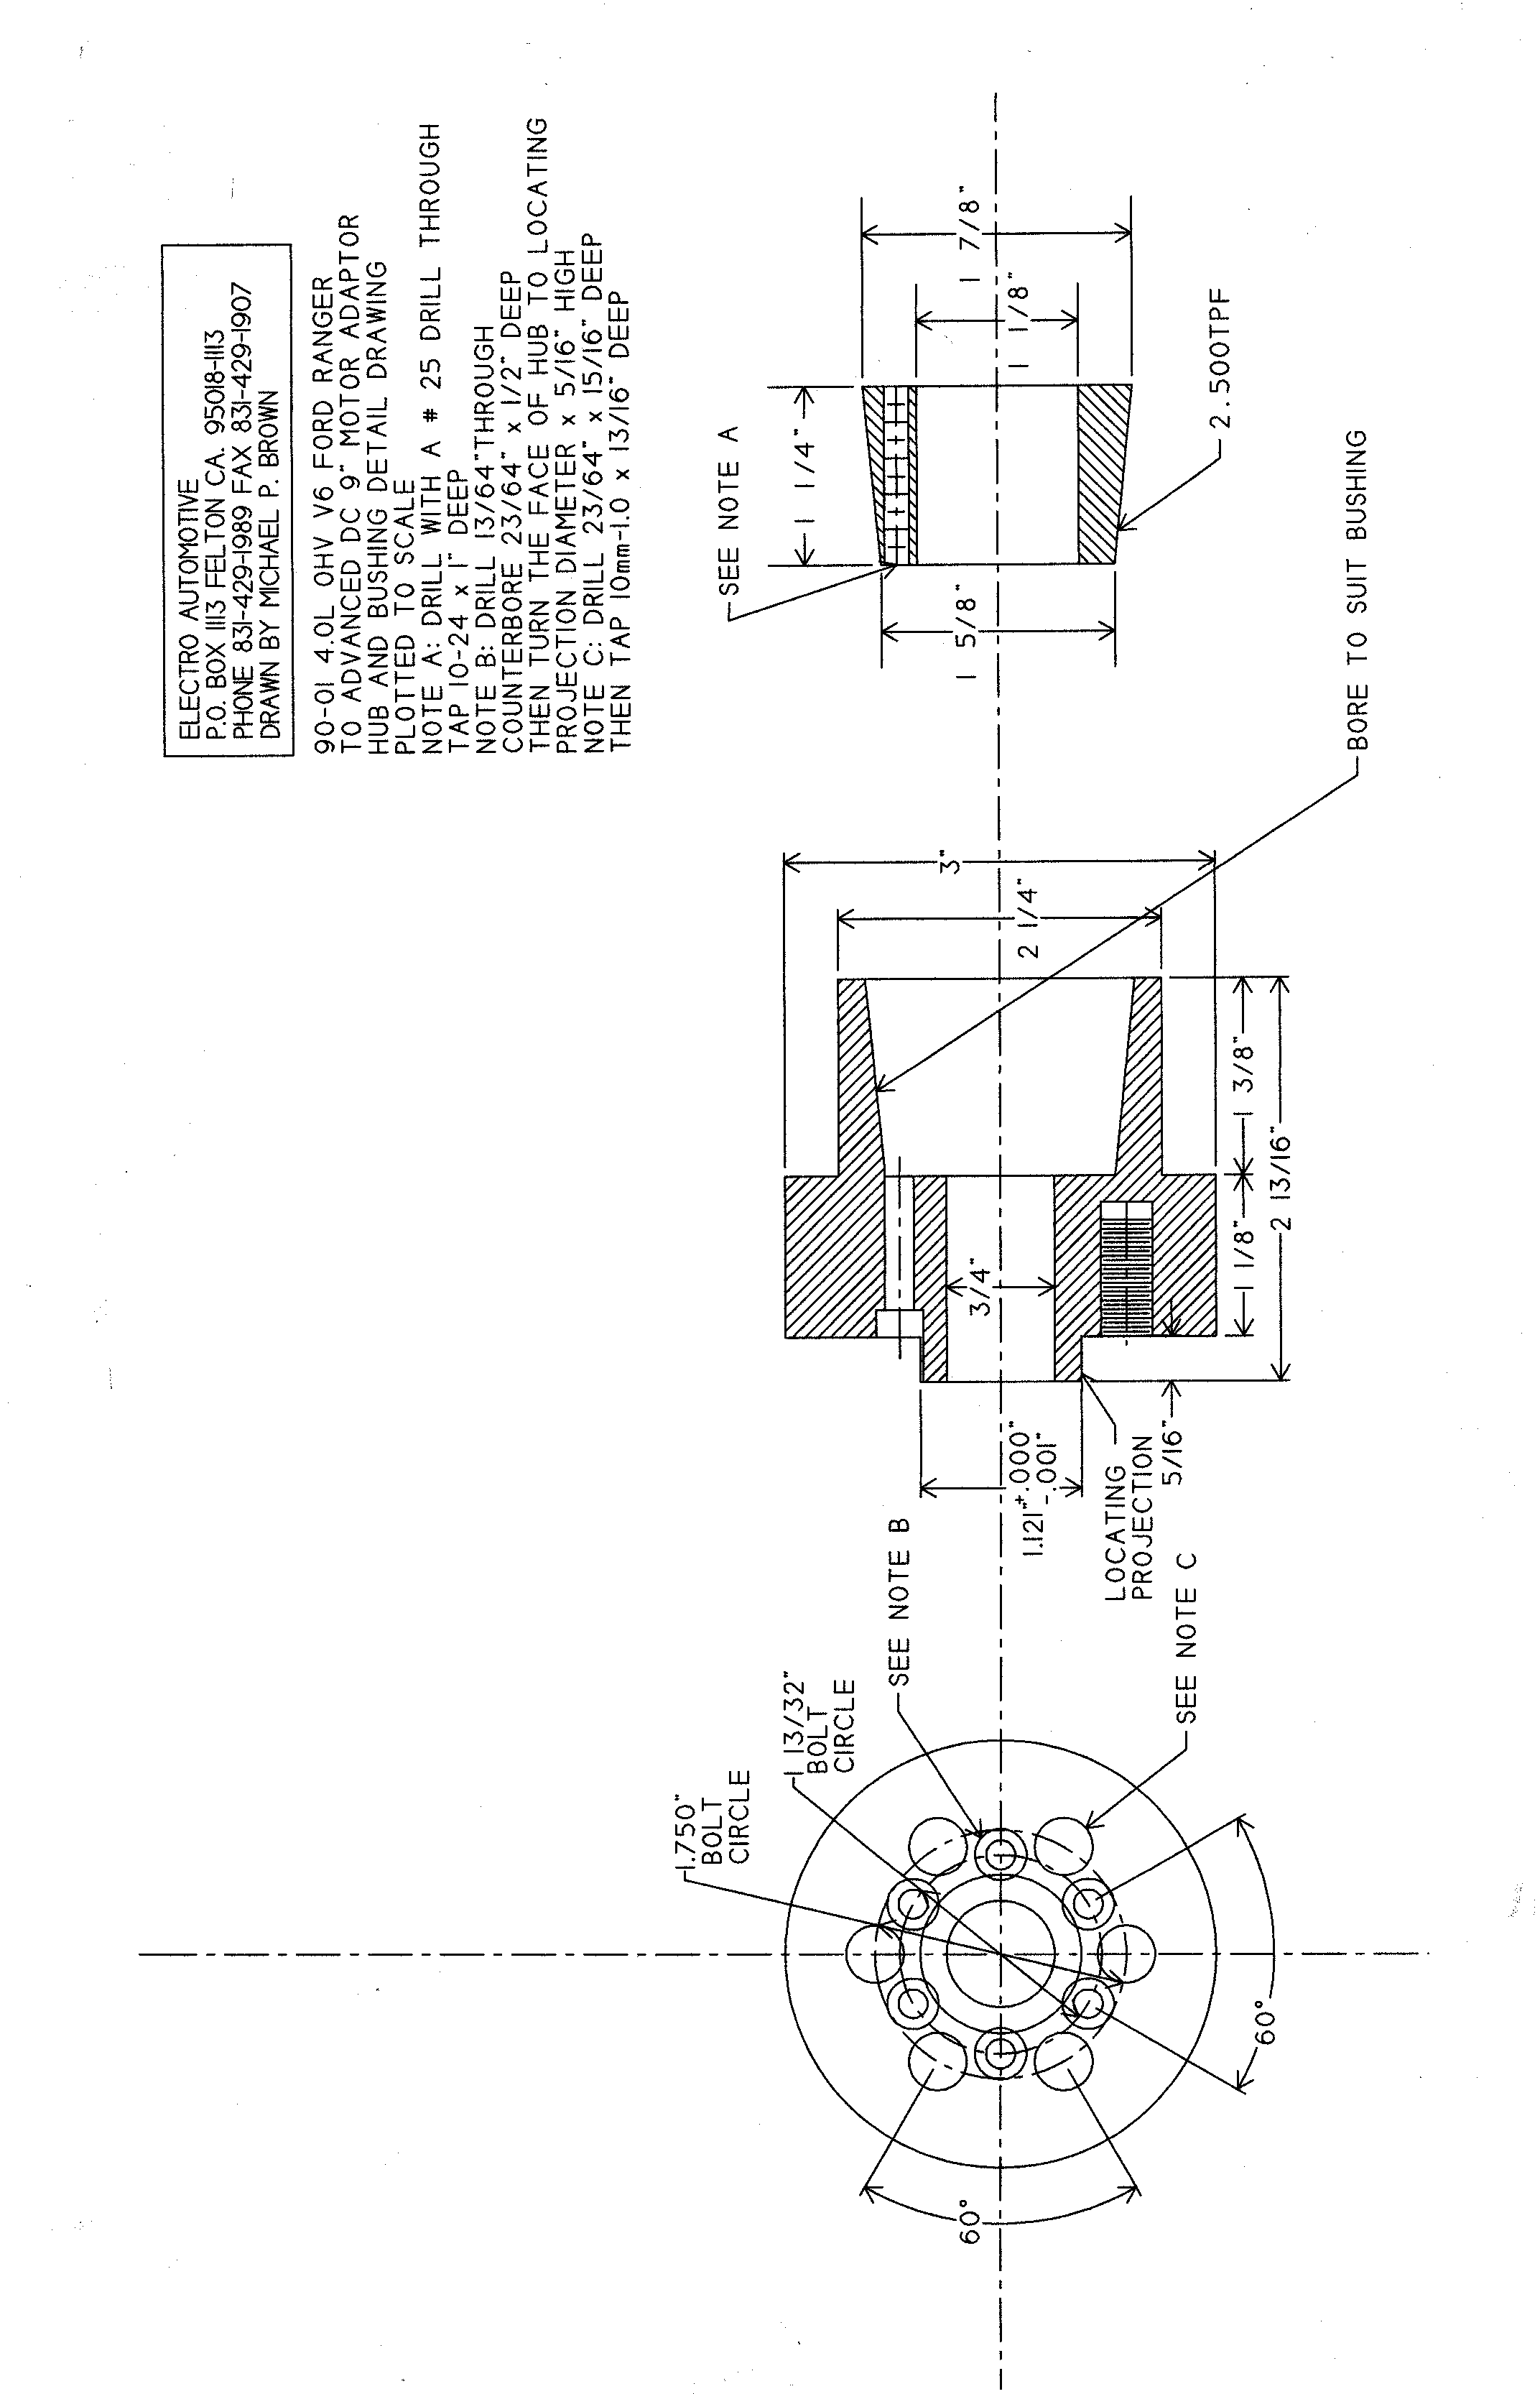 ELECTRO AUTOMOTIVE
P.O. BOX 1113 FELTON CA. 95018-1113
PHONE 831-429-1989 FAX 831-429-1907
DRAWN BY MICHAEL P. BROWN
90-01 4.0L OHV V6 FORD RANGER
TO ADVANCED DC 9" MOTOR ADAPTOR
HUB AND BUSHING DETAIL DRAWING
PLOTTED TO SCALE
NOTE A: DRILL WITH A # 25 DRILL THROUGH
TAP 10-24 x 1" DEEP
NOTE B: DRILL 13/64"THROUGH
COUNTERBORE 23/64" x 1/2" DEEP
THEN TURN THE FACE OF HUB TO LOCATING
PROJECTION DIAMETER x 5/16" HIGH
NOTE C: DRILL 23/64" x 15/16" DEEP
THEN TAP 10mm-1.0 x 13/16" DEEP
1.750"
BOLT
CIRCLE
1 13/32"
BOLT
CIRCLE
SEE NOTE B
SEE NOTE C
60°
60°
1.121"+.000"
-.001"
LOCATING
PROJECTION
5/16"
3/4"
1 1/8"
1 3/8"
2 13/16"
2 1/4"
3"
BORE TO SUIT BUSHING
SEE NOTE A
1 1/4"
1 5/8"
1 1/8"
1 7/8"
2.500TPF